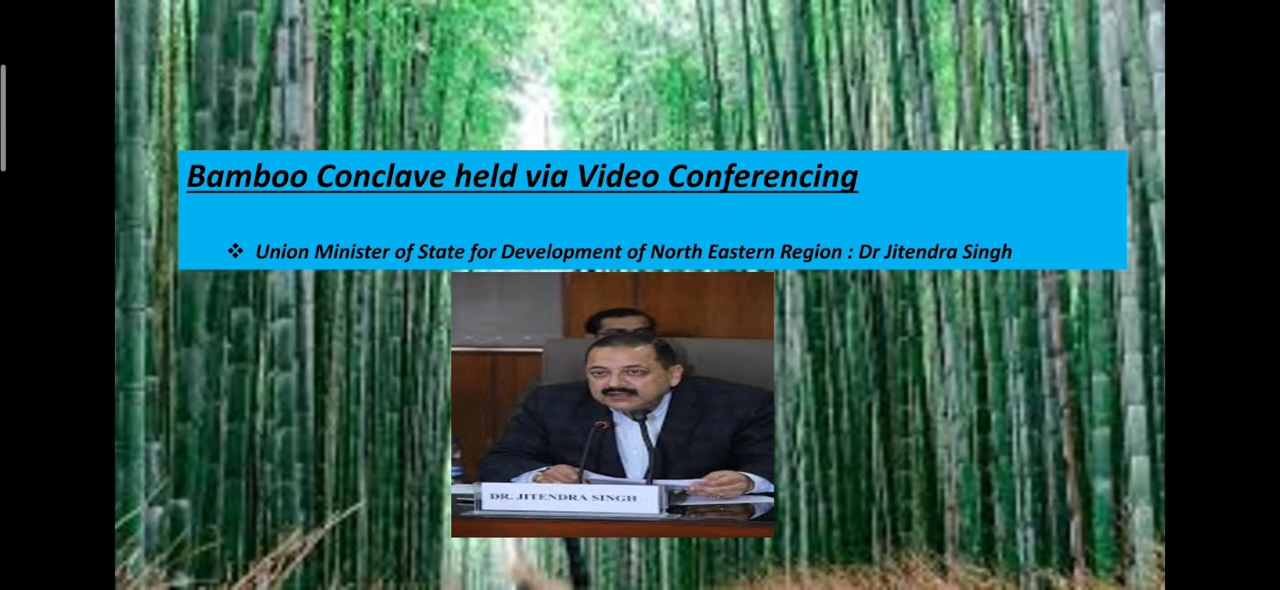 Bamboo Conclave held via Video Conferencing
❖ Union Minister of State for Development of North Eastern Region : Dr Jitendra Singh
DR. JITENDRA SINGH